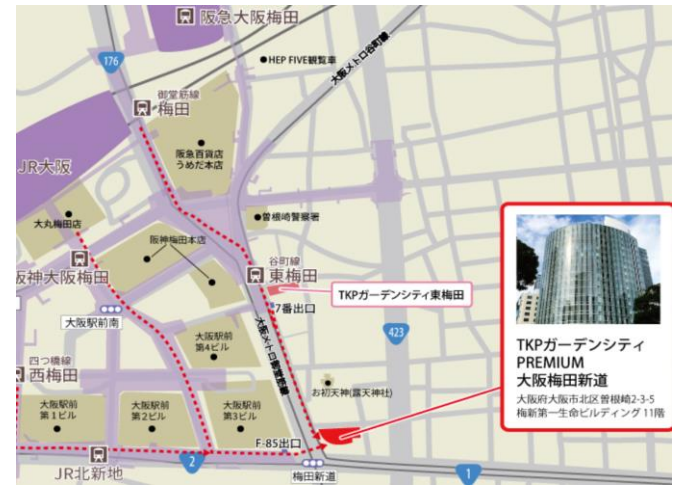 阪急大阪梅田
176
HEP FIVE観覧車
大阪メトロ谷町線
御堂筋線
梅田
阪急百貨店
うめだ本店
JR大阪
大丸梅田店
曽根崎警察署
阪神梅田本店
阪神大阪梅田
谷町線
東梅田
TKPガーデンシティ東梅田
7番出口
大阪駅前南
423
大阪駅前
第4ビル
四つ橋線
西梅田
お初天神(露天神社)
大阪駅前
第1ビル
大阪駅前
第2ビル
大阪駅前
第3ビル
F-85出口
JR北新地
2
梅田新道
1
TKPガーデンシティ
PREMIUM
大阪梅田新道
大阪府大阪市北区曽根崎2-3-5
梅新第一生命ビルディング 11階